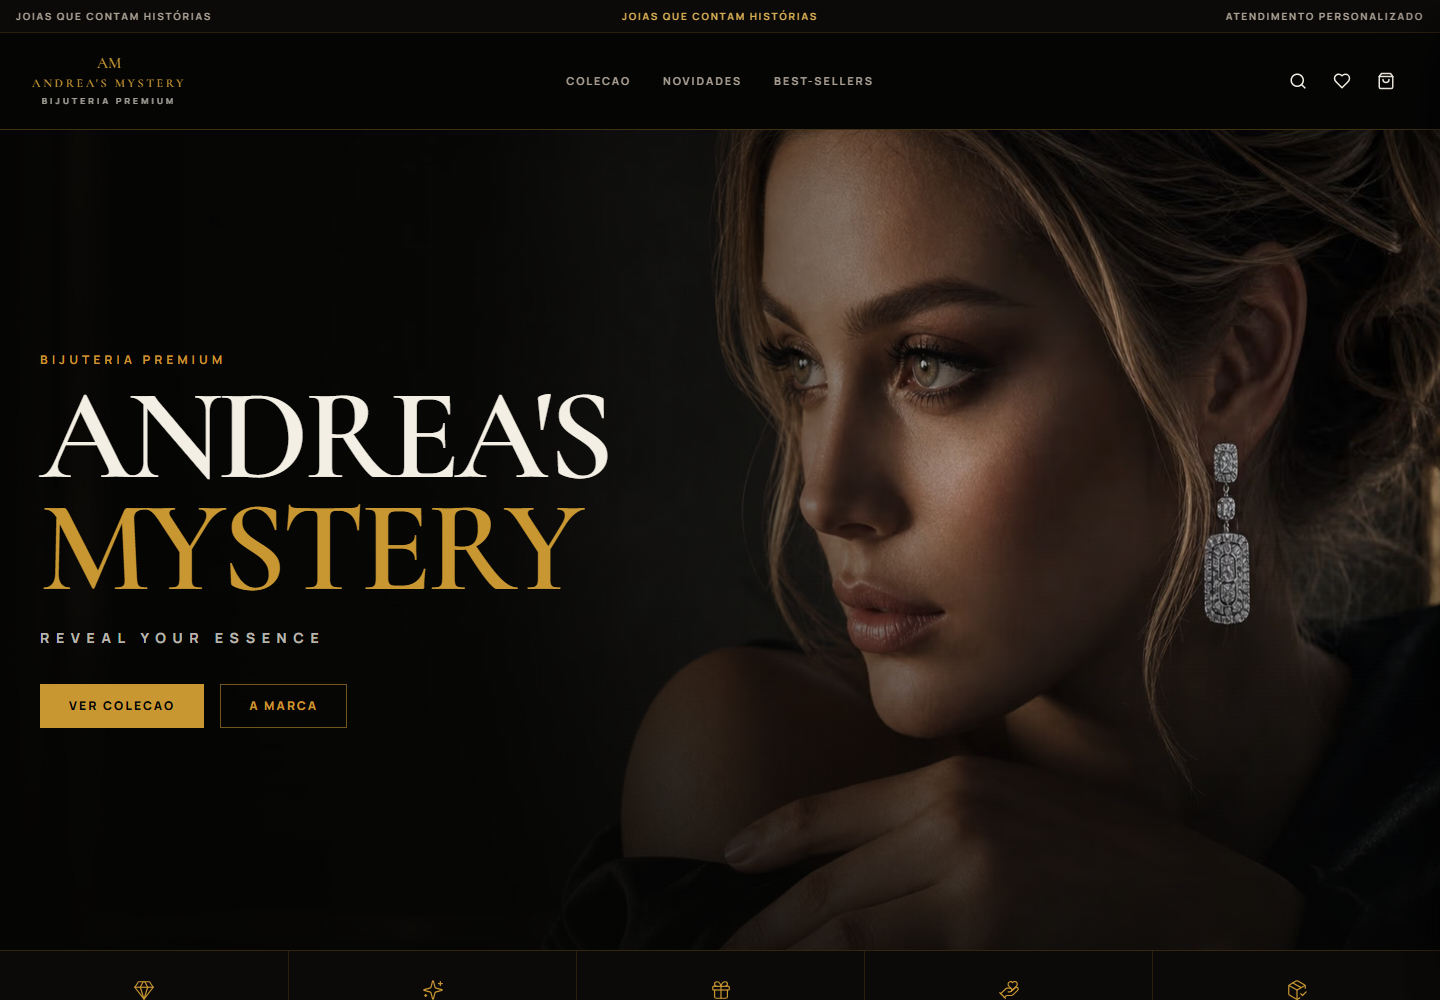 JOIAS QUE CONTAM HISTÓRIAS
JOIAS QUE CONTAM HISTÓRIAS
ATENDIMENTO PERSONALIZADO
AM
ANDREA'S MYSTERY
BIJUTERIA PREMIUM
COLECAO
NOVIDADES
BEST-SELLERS
BIJUTERIA PREMIUM
ANDREA'S
MYSTERY
REVEAL YOUR ESSENCE
VER COLECAO
A MARCA